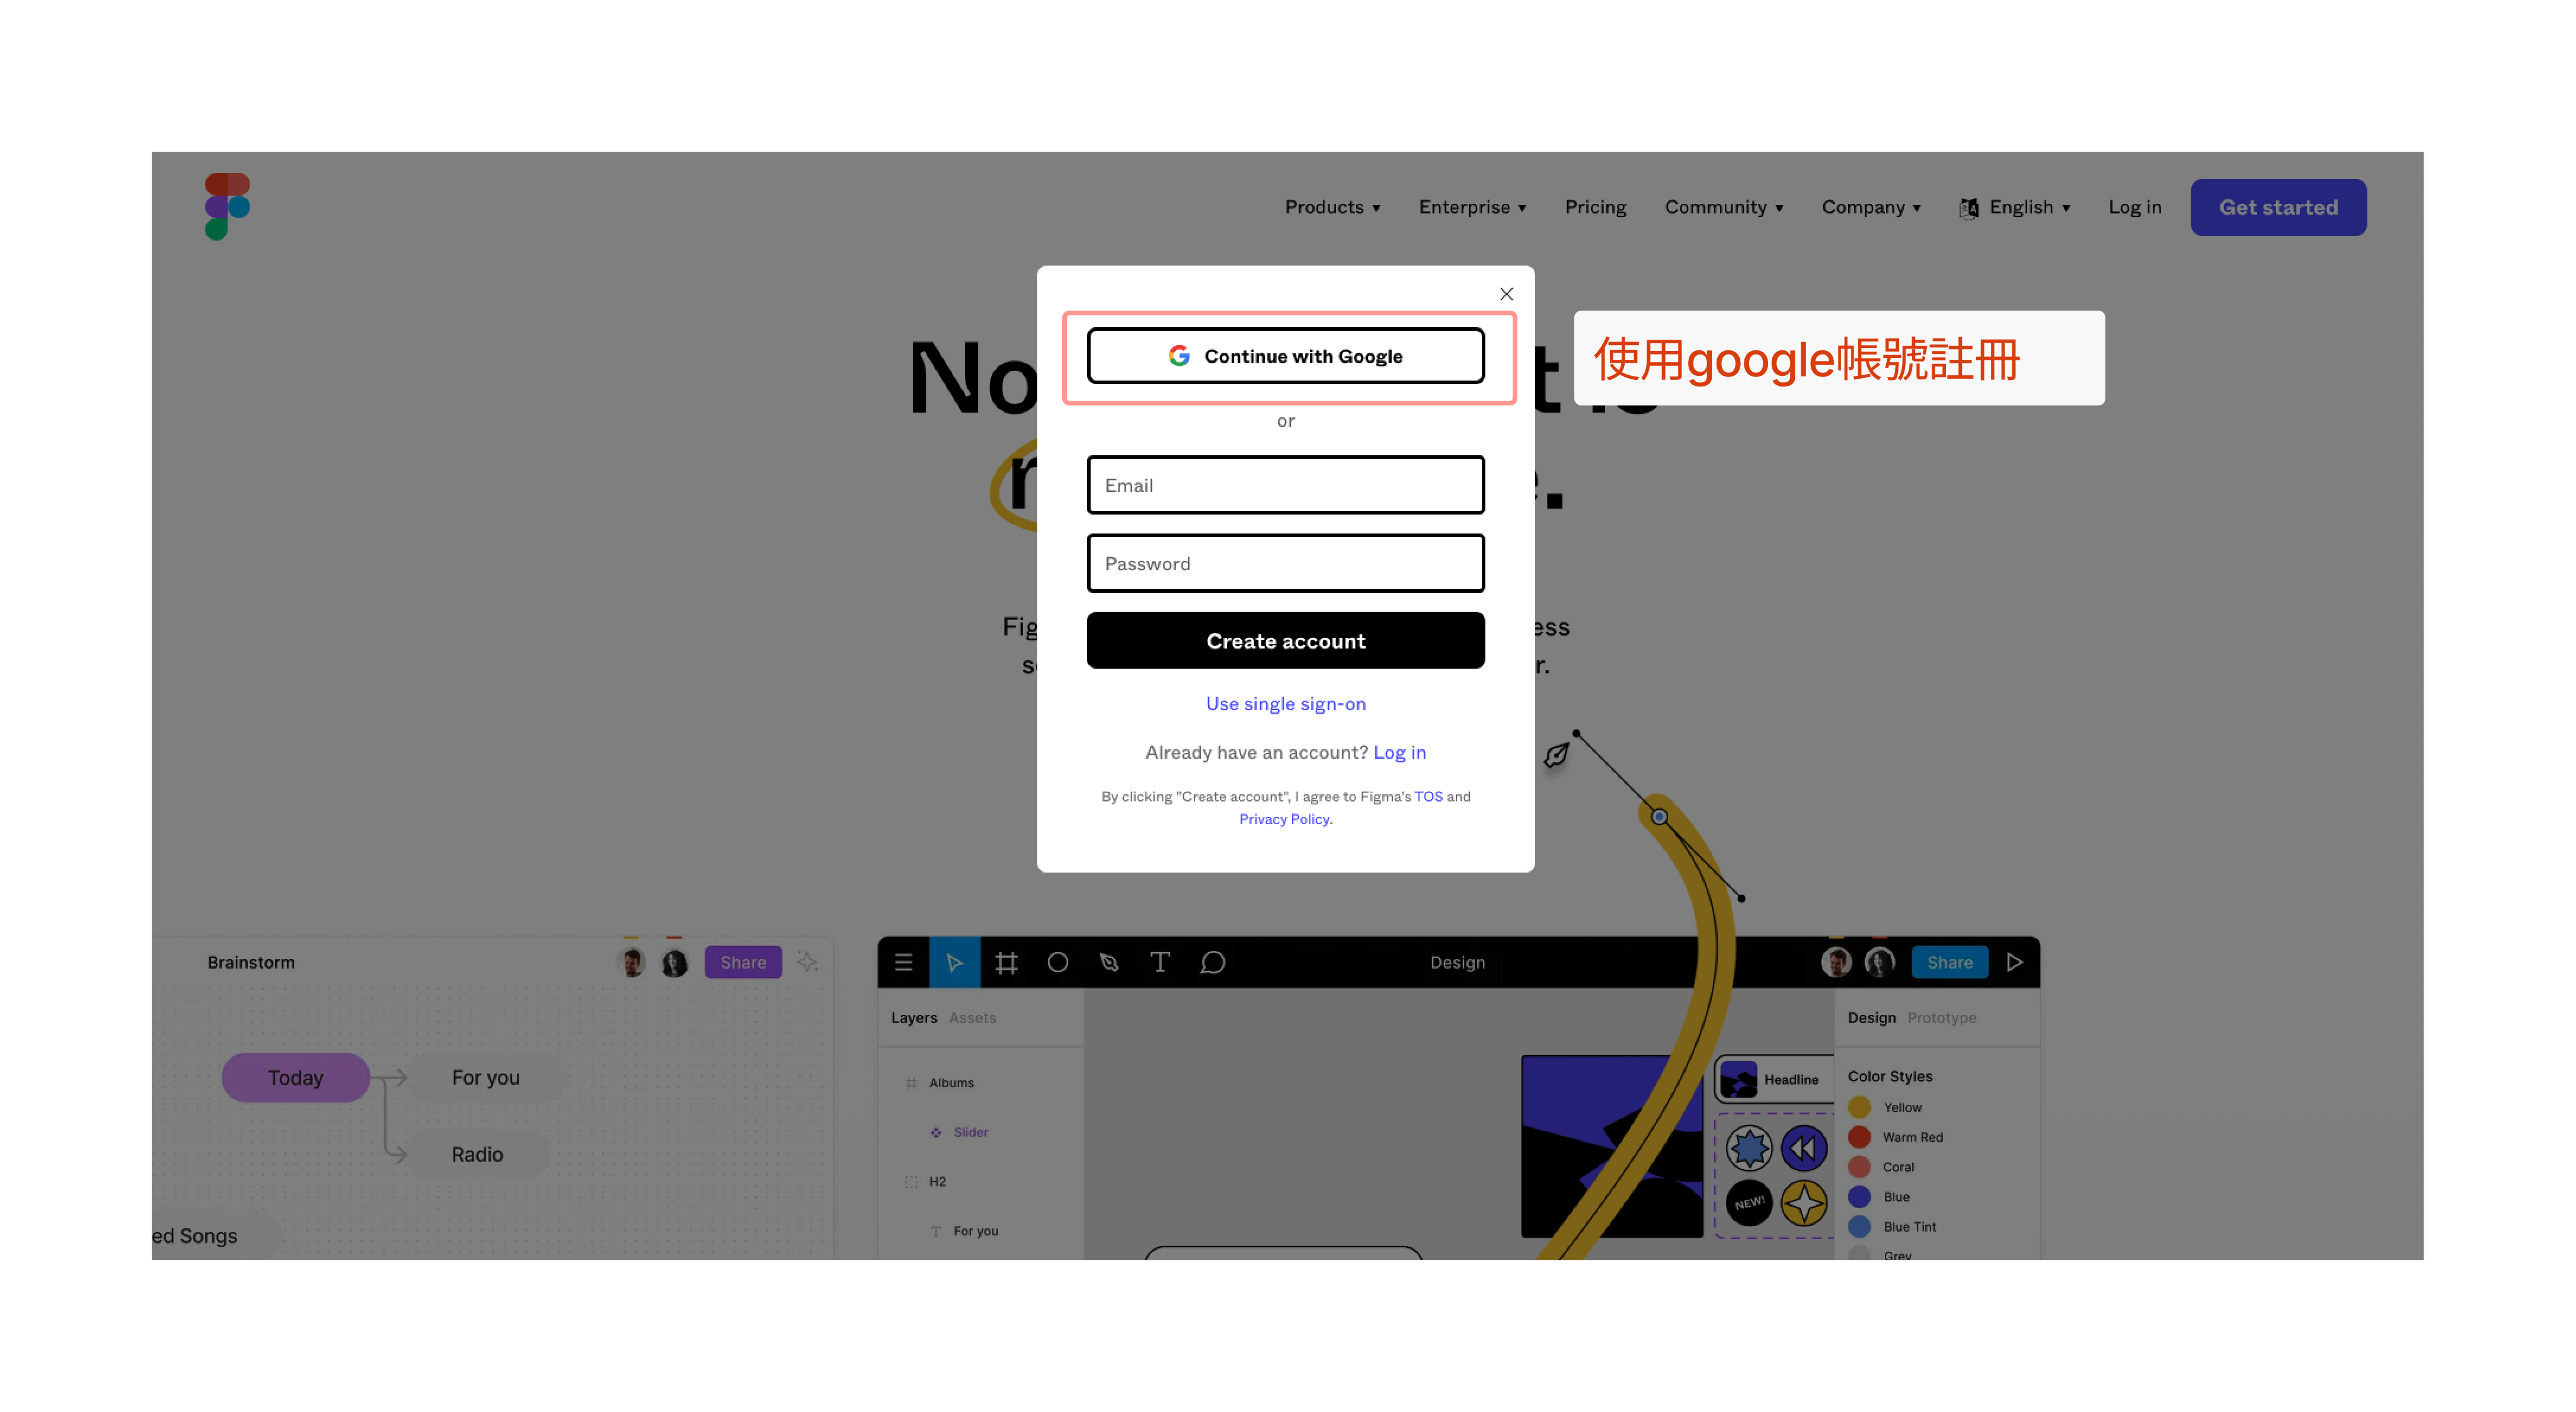 Products
Enterprise
Pricing
Community
Company
English
Log in
Get started
Continue with Google
使用google帳號註冊
No
or
Email
Password
Create account
Use single sign-on
Already have an account? Log in
By clicking "Create account", I agree to Figma's TOS and
Privacy Policy.
Brainstorm
Share
Today
For you
Radio
ed Songs
Design
Share
Layers Assets
Albums
Slider
H2
For you
Headline
NEW!
Design Prototype
Color Styles
Yellow
Warm Red
Coral
Blue
Blue Tint
Grey